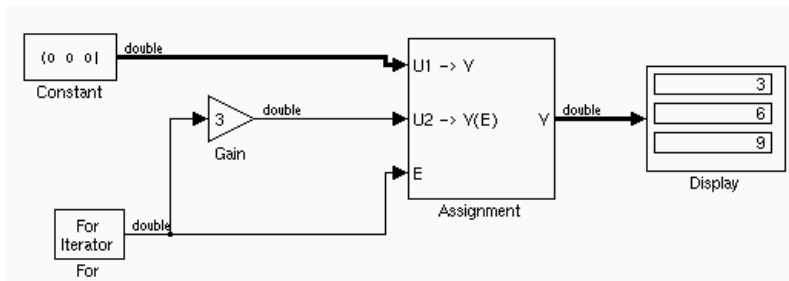 (0 0 0|
double
Constant
U1 -> Y
3
double
U2 -> Y(E)
Y
double
3
6
9
Gain
E
Display
Assignment
For
Iterator
double
For